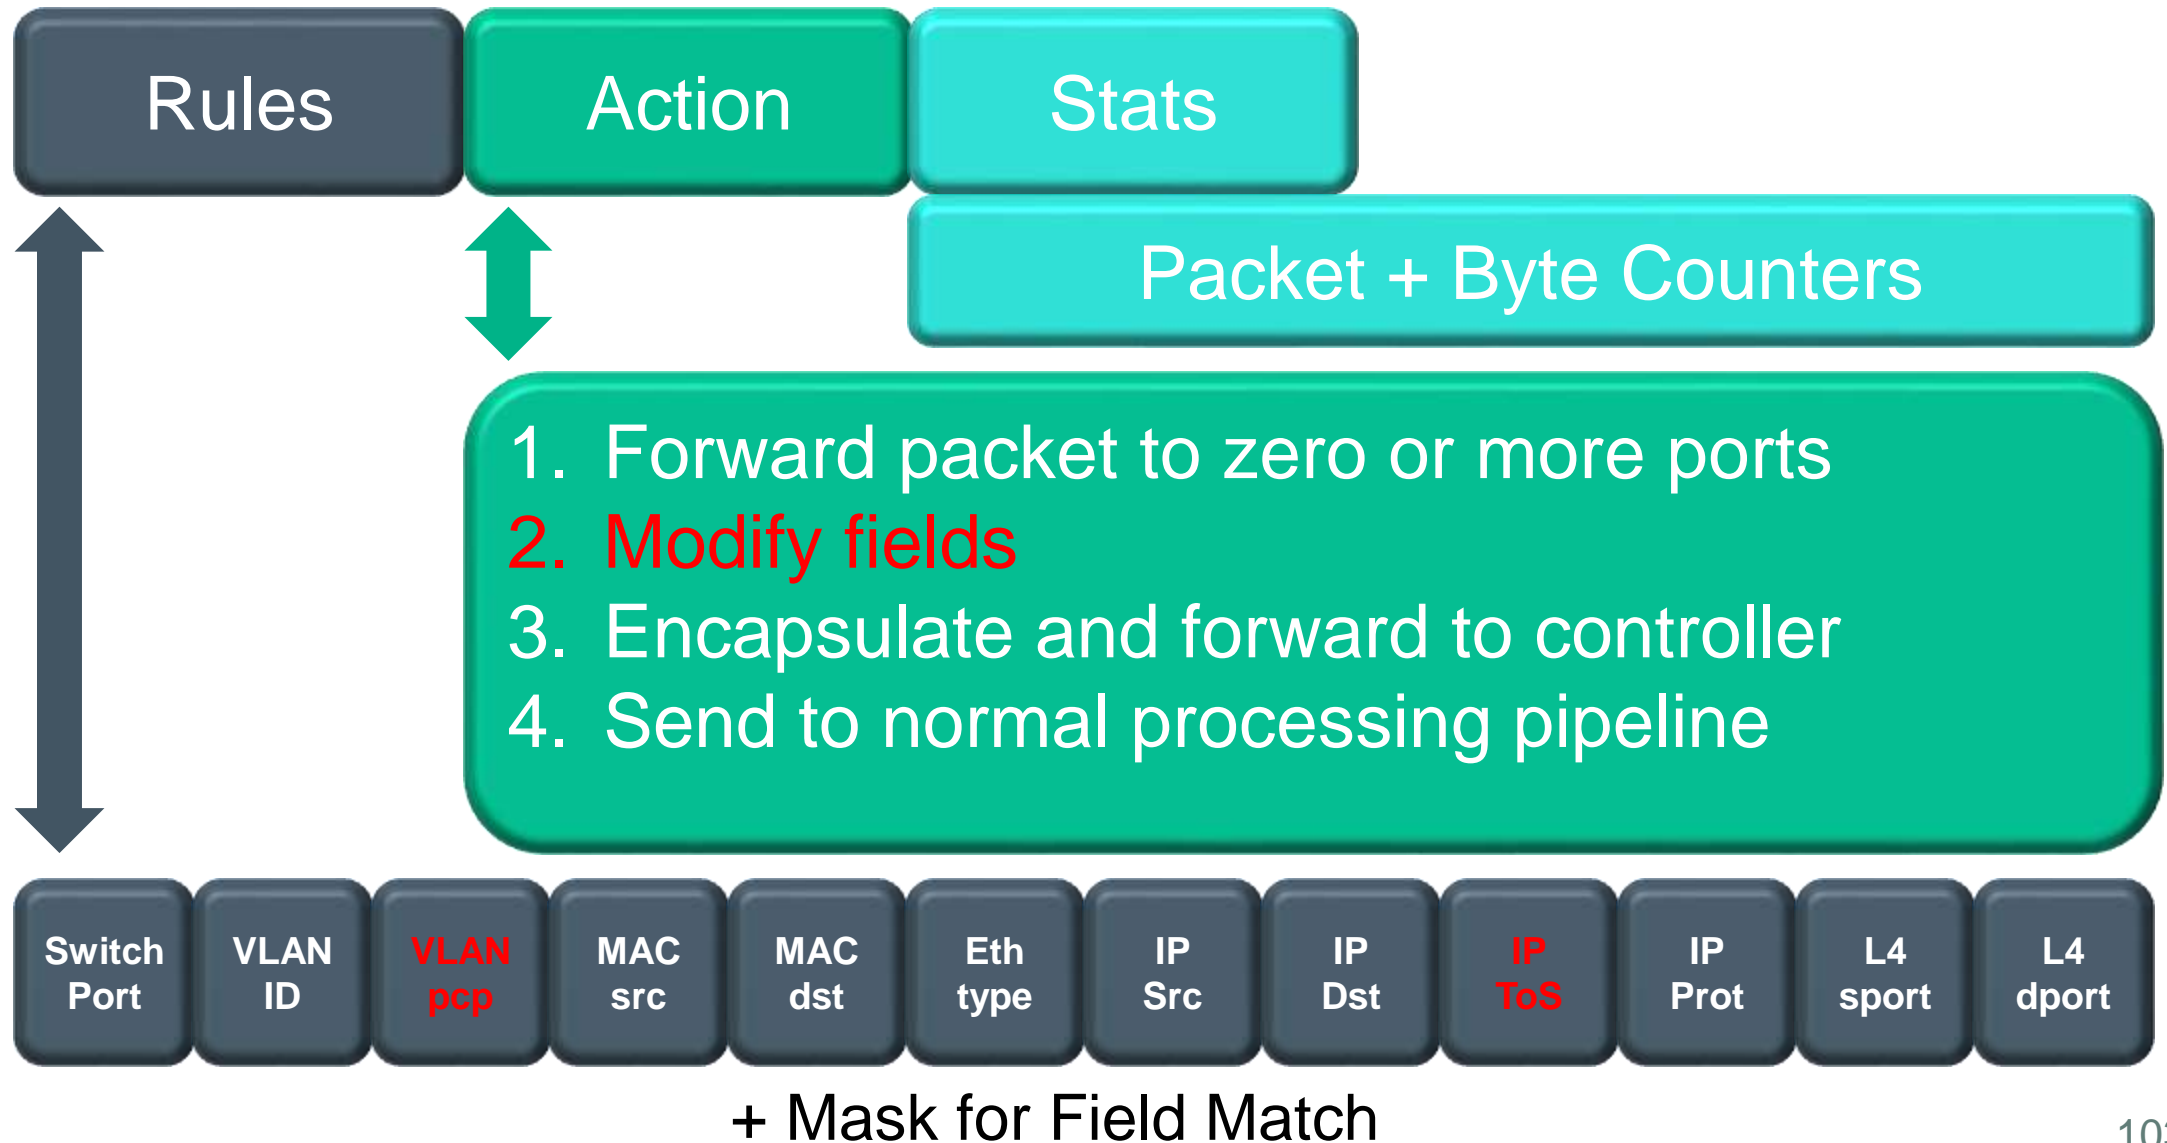 Rules
Action
Stats
Packet + Byte Counters
1. Forward packet to zero or more ports
2. Modify fields
3. Encapsulate and forward to controller
4. Send to normal processing pipeline
Switch
Port
VLAN
ID
VLAN
pcp
MAC
src
MAC
dst
Eth
type
IP
Src
IP
Dst
IP
ToS
IP
Prot
L4
sport
L4
dport
+ Mask for Field Match